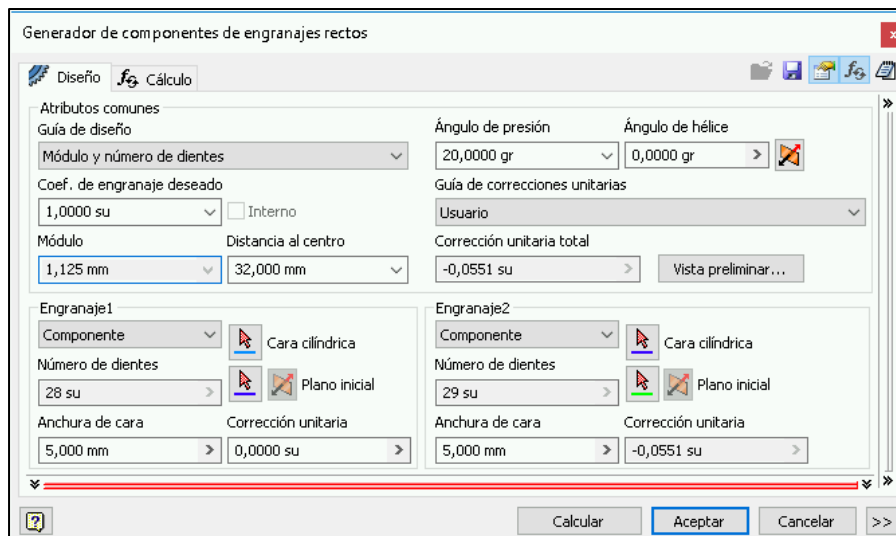 Generador de componentes de engranajes rectos
x
Diseño
fG Cálculo
fG
Atributos comunes
Guía de diseño
Ángulo de presión
Ángulo de hélice
Módulo y número de dientes
20,0000 gr
0,0000 gr
>
Coef. de engranaje deseado
Guía de correcciones unitarias
1,0000 su
Interno
Usuario
Módulo
Distancia al centro
Corrección unitaria total
1,125 mm
32,000 mm
-0,0551 su
>
Vista preliminar...
Engranaje1
Engranaje2
Componente
Cara cilíndrica
Componente
Cara cilíndrica
Número de dientes
Número de dientes
28 su
>
Plano inicial
29 su
>
Plano inicial
Anchura de cara
Corrección unitaria
Anchura de cara
Corrección unitaria
5,000 mm
>
0,0000 su
>
5,000 mm
>
-0,0551 su
>
?
Calcular
Aceptar
Cancelar
>>